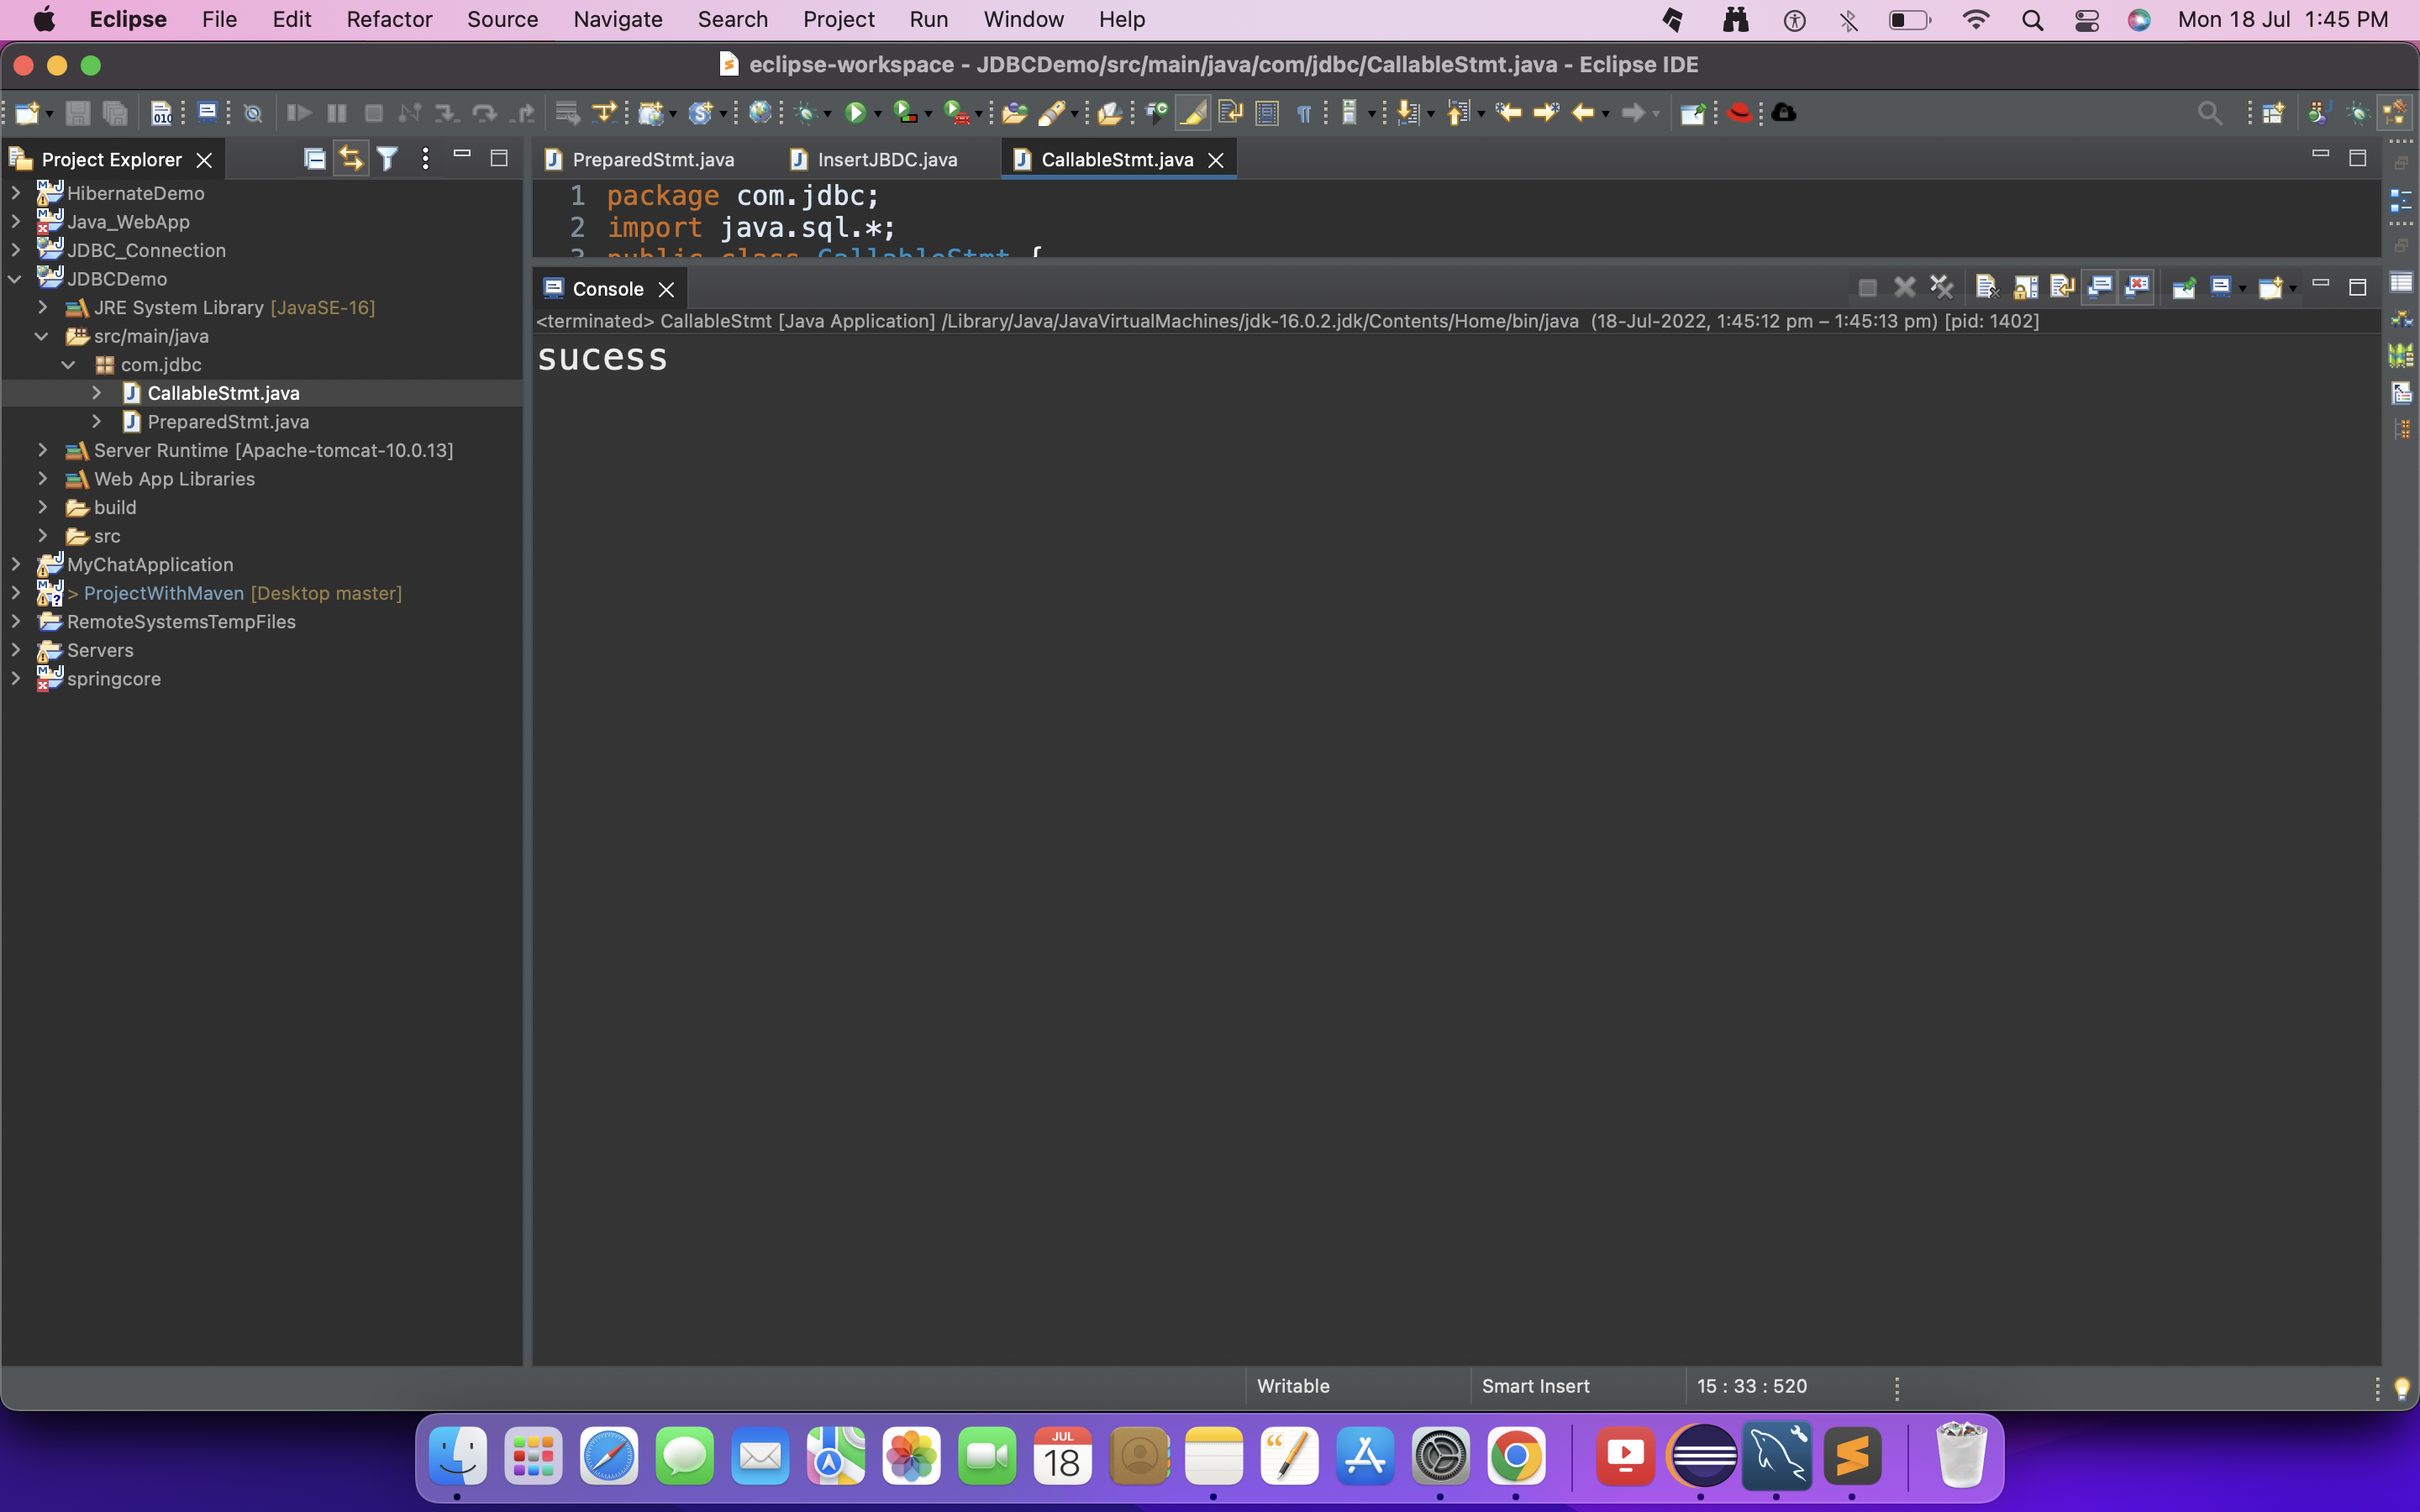 Eclipse File Edit Refactor Source Navigate Search Project Run Window Help Mon 18 Jul 1:45 PM
eclipse-workspace - JDBCDemo/src/main/java/com/jdbc/CallableStmt.java - Eclipse IDE
Project Explorer
HibernateDemo
Java_WebApp
JDBC_Connection
JDBCDemo
JRE System Library [JavaSE-16]
src/main/java
com.jdbc
CallableStmt.java
PreparedStmt.java
Server Runtime [Apache-tomcat-10.0.13]
Web App Libraries
build
src
MyChatApplication
> ProjectWithMaven [Desktop master]
RemoteSystemsTempFiles
Servers
springcore
PreparedStmt.java InsertJBDC.java CallableStmt.java
1 package com.jdbc;
2 import java.sql.*;
3 public class CallableStmt {
Console
<terminated> CallableStmt [Java Application] /Library/Java/JavaVirtualMachines/jdk-16.0.2.jdk/Contents/Home/bin/java (18-Jul-2022, 1:45:12 pm – 1:45:13 pm) [pid: 1402]
sucess
Writable Smart Insert 15 : 33 : 520
JUL
18